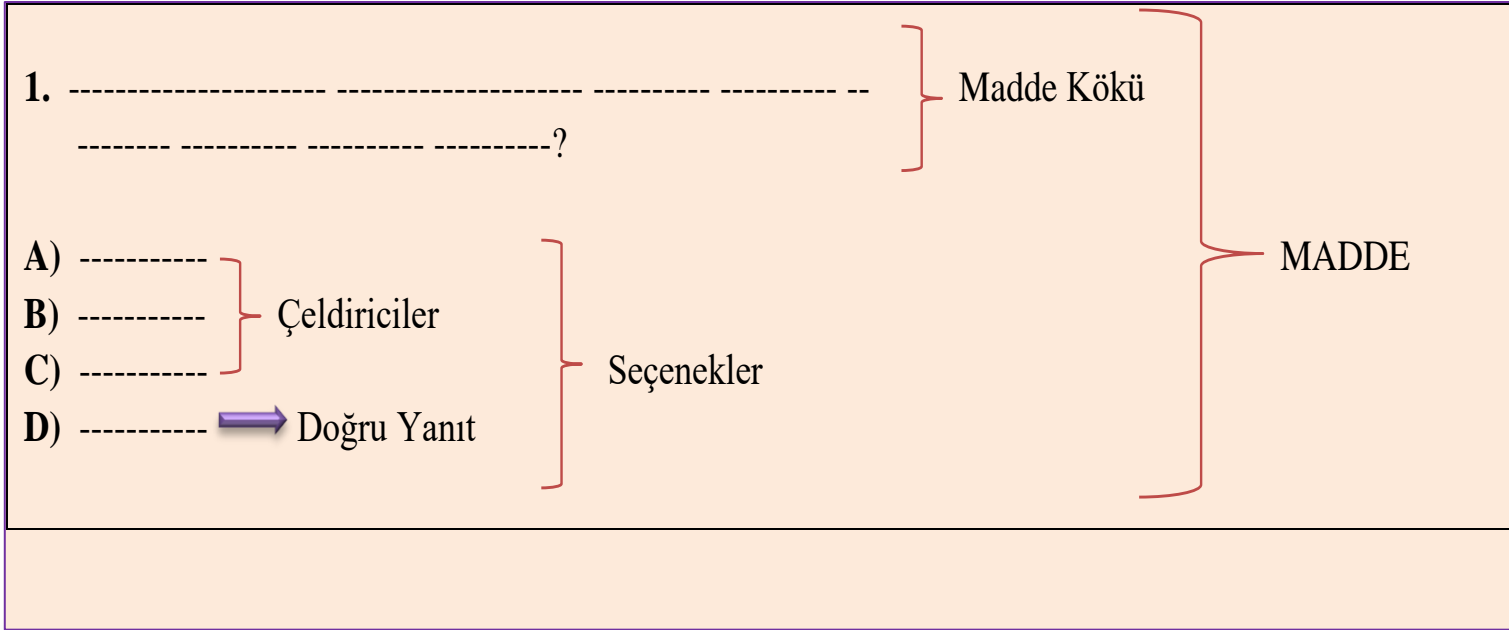 1. ---------------------- --------------------- ---------- ---------- -- Madde Kökü
-------- ---------- ---------- ----------?
A) -----------
MADDE
B) ----------- Çeldiriciler
C) -----------
Seçenekler
D) ----------- Doğru Yanıt